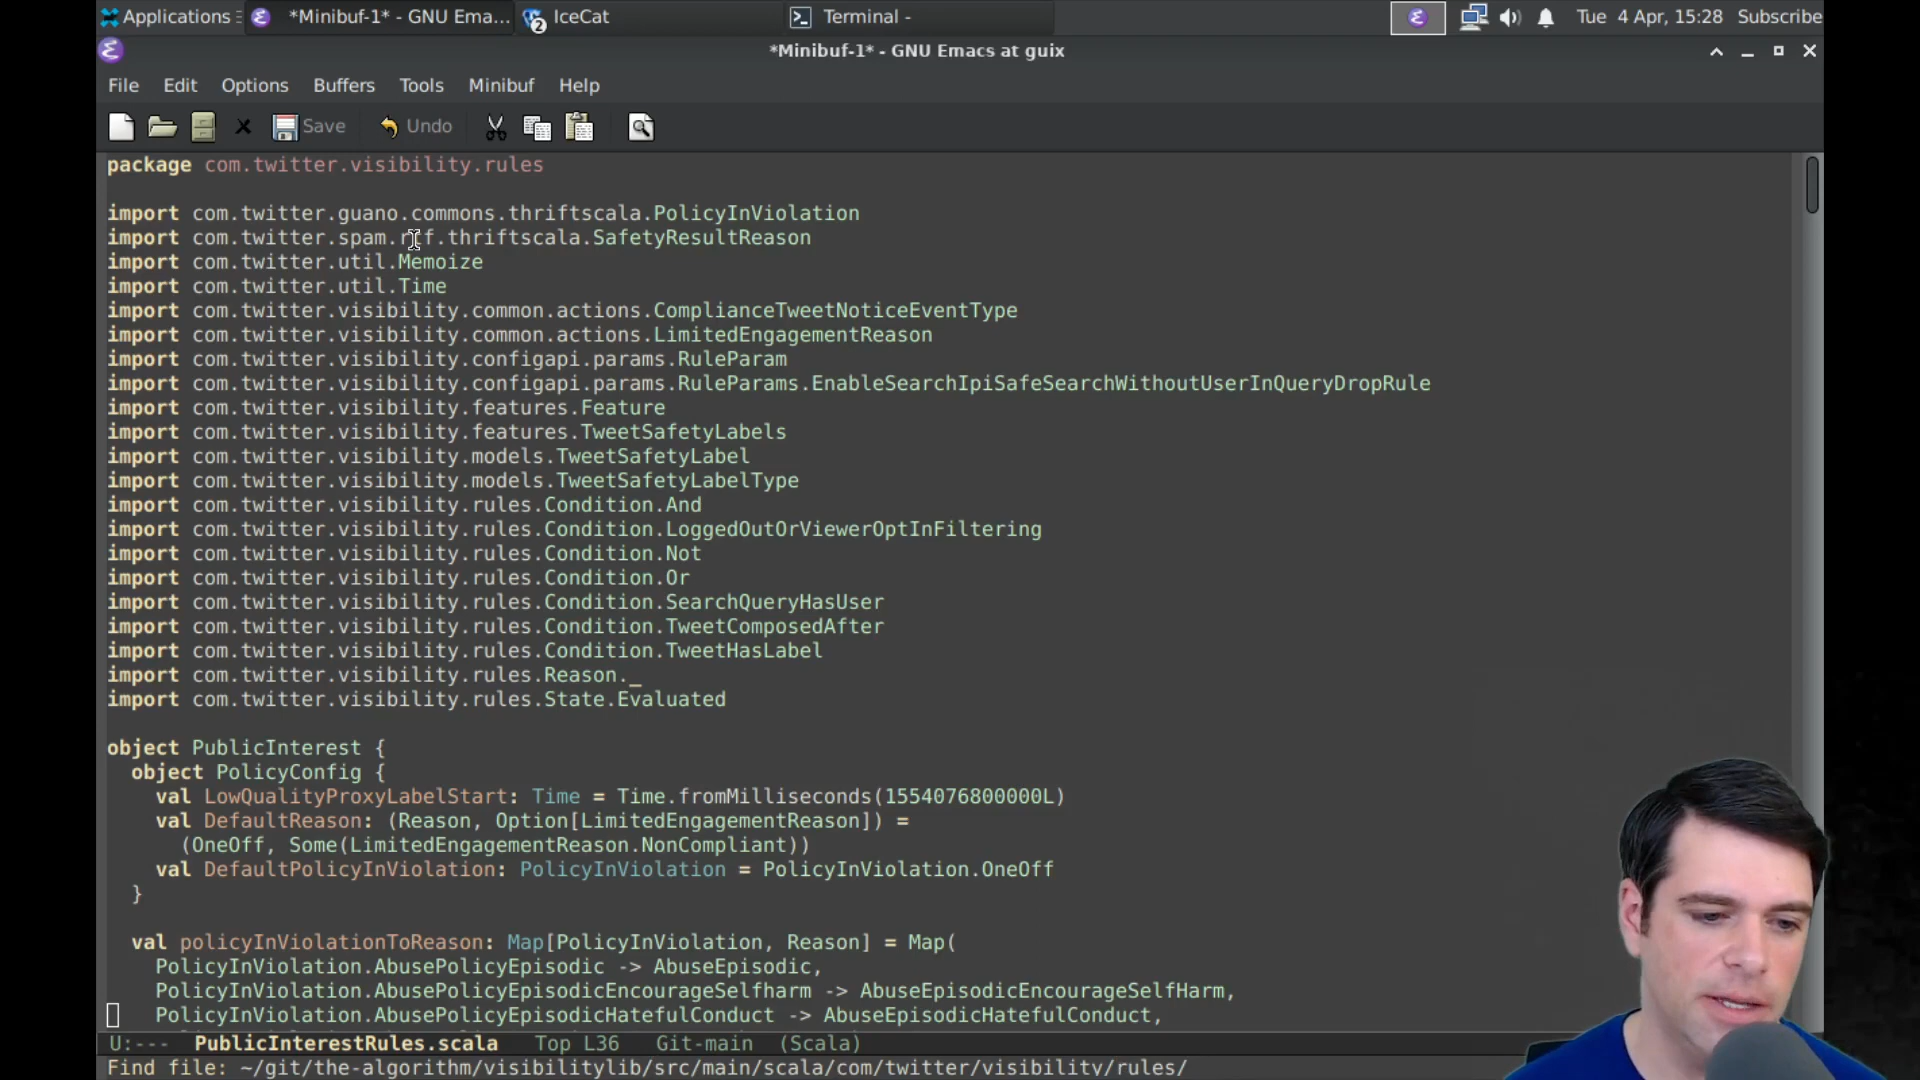 Applications
*Minibuf-1* - GNU Ema...
2
IceCat
Terminal -
Tue 4 Apr, 15:28
Subscribe
*Minibuf-1* - GNU Emacs at guix
File Edit Options Buffers Tools Minibuf Help
Save Undo
package com.twitter.visibility.rules
import com.twitter.guano.commons.thriftscala.PolicyInViolation
import com.twitter.spam.rtf.thriftscala.SafetyResultReason
import com.twitter.util.Memoize
import com.twitter.util.Time
import com.twitter.visibility.common.actions.ComplianceTweetNoticeEventType
import com.twitter.visibility.common.actions.LimitedEngagementReason
import com.twitter.visibility.configapi.params.RuleParam
import com.twitter.visibility.configapi.params.RuleParams.EnableSearchIpiSafeSearchWithoutUserInQueryDropRule
import com.twitter.visibility.features.Feature
import com.twitter.visibility.features.TweetSafetyLabels
import com.twitter.visibility.models.TweetSafetyLabel
import com.twitter.visibility.models.TweetSafetyLabelType
import com.twitter.visibility.rules.Condition.And
import com.twitter.visibility.rules.Condition.LoggedOutOrViewerOptInFiltering
import com.twitter.visibility.rules.Condition.Not
import com.twitter.visibility.rules.Condition.Or
import com.twitter.visibility.rules.Condition.SearchQueryHasUser
import com.twitter.visibility.rules.Condition.TweetComposedAfter
import com.twitter.visibility.rules.Condition.TweetHasLabel
import com.twitter.visibility.rules.Reason._
import com.twitter.visibility.rules.State.Evaluated
object PublicInterest {
object PolicyConfig {
val LowQualityProxyLabelStart: Time = Time.fromMilliseconds(1554076800000L)
val DefaultReason: (Reason, Option[LimitedEngagementReason]) =
(OneOff, Some(LimitedEngagementReason.NonCompliant))
val DefaultPolicyInViolation: PolicyInViolation = PolicyInViolation.OneOff
}
val policyInViolationToReason: Map[PolicyInViolation, Reason] = Map(
PolicyInViolation.AbusePolicyEpisodic -> AbuseEpisodic,
PolicyInViolation.AbusePolicyEpisodicEncourageSelfharm -> AbuseEpisodicEncourageSelfHarm,
PolicyInViolation.AbusePolicyEpisodicHatefulConduct -> AbuseEpisodicHatefulConduct,
U:--- PublicInterestRules.scala Top L36 Git-main (Scala)
Find file: ~/git/the-algorithm/visibilitylib/src/main/scala/com/twitter/visibility/rules/